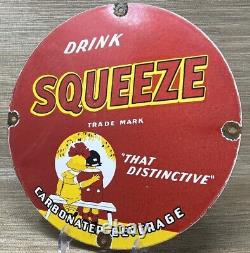 DRINK
SQUEEZE
TRADE MARK
"THAT
DISTINCTIVE"
CARBONATED BEVERAGE